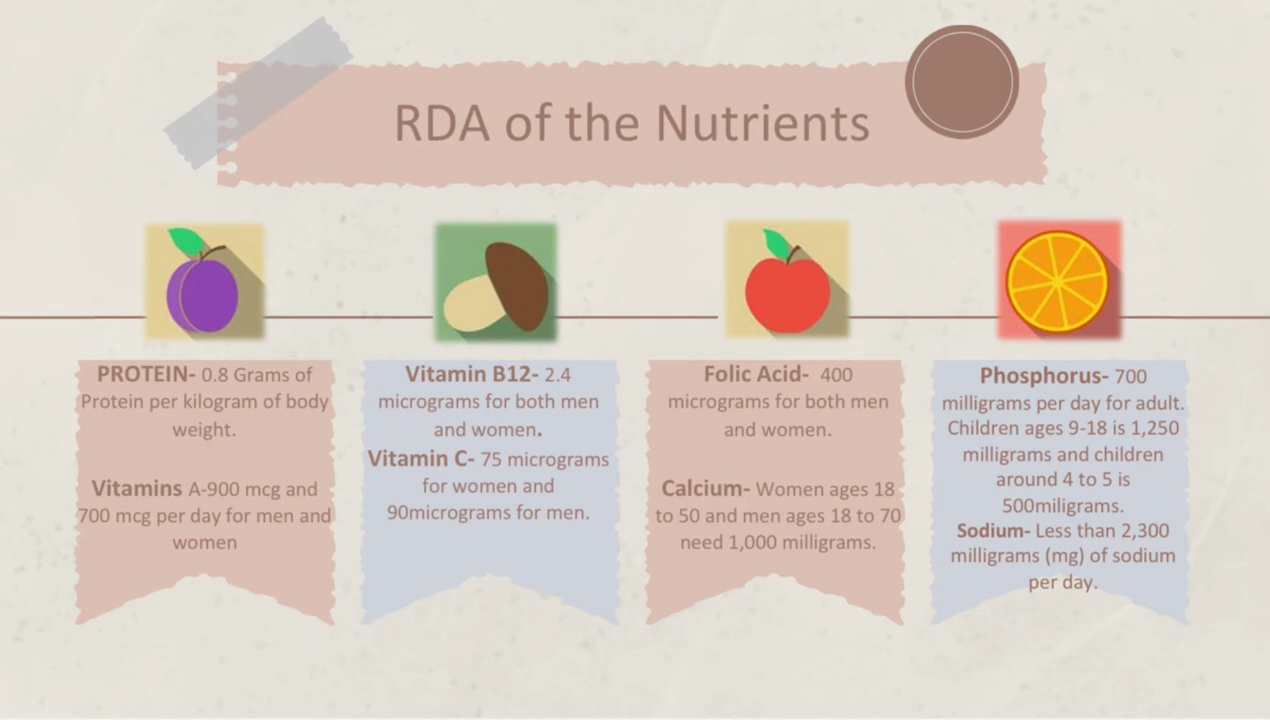 RDA of the Nutrients
PROTEIN- 0.8 Grams of
Protein per kilogram of body
weight.
Vitamins A-900 mcg and
700 mcg per day for men and
women
Vitamin B12- 2.4
micrograms for both men
and women.
Vitamin C- 75 micrograms
for women and
90micrograms for men.
Folic Acid- 400
micrograms for both men
and women.
Calcium- Women ages 18
to 50 and men ages 18 to 70
need 1,000 milligrams.
Phosphorus- 700
milligrams per day for adult.
Children ages 9-18 is 1,250
milligrams and children
around 4 to 5 is
500miligrams.
Sodium- Less than 2,300
milligrams (mg) of sodium
per day.